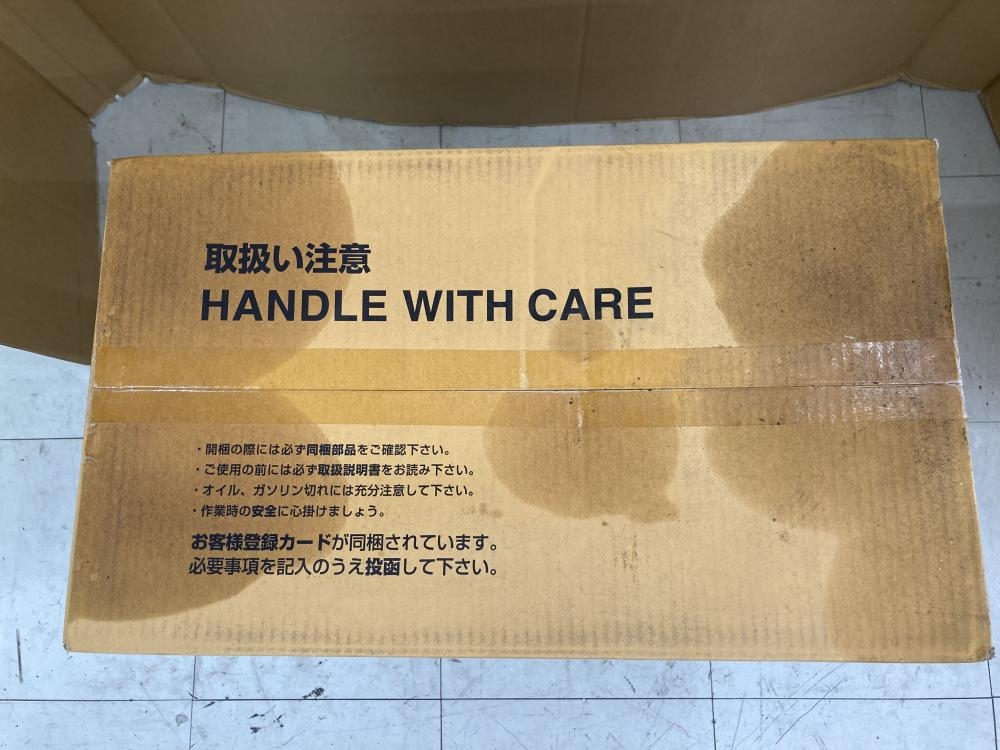 取扱い注意
HANDLE WITH CARE
・開梱の際には必ず同梱部品をご確認下さい。
・ご使用の前には必ず取扱説明書をお読み下さい。
・オイル、ガソリン切れには充分注意して下さい。
・作業時の安全に心掛けましょう。
お客様登録カードが同梱されています。
必要事項を記入のうえ投函して下さい。